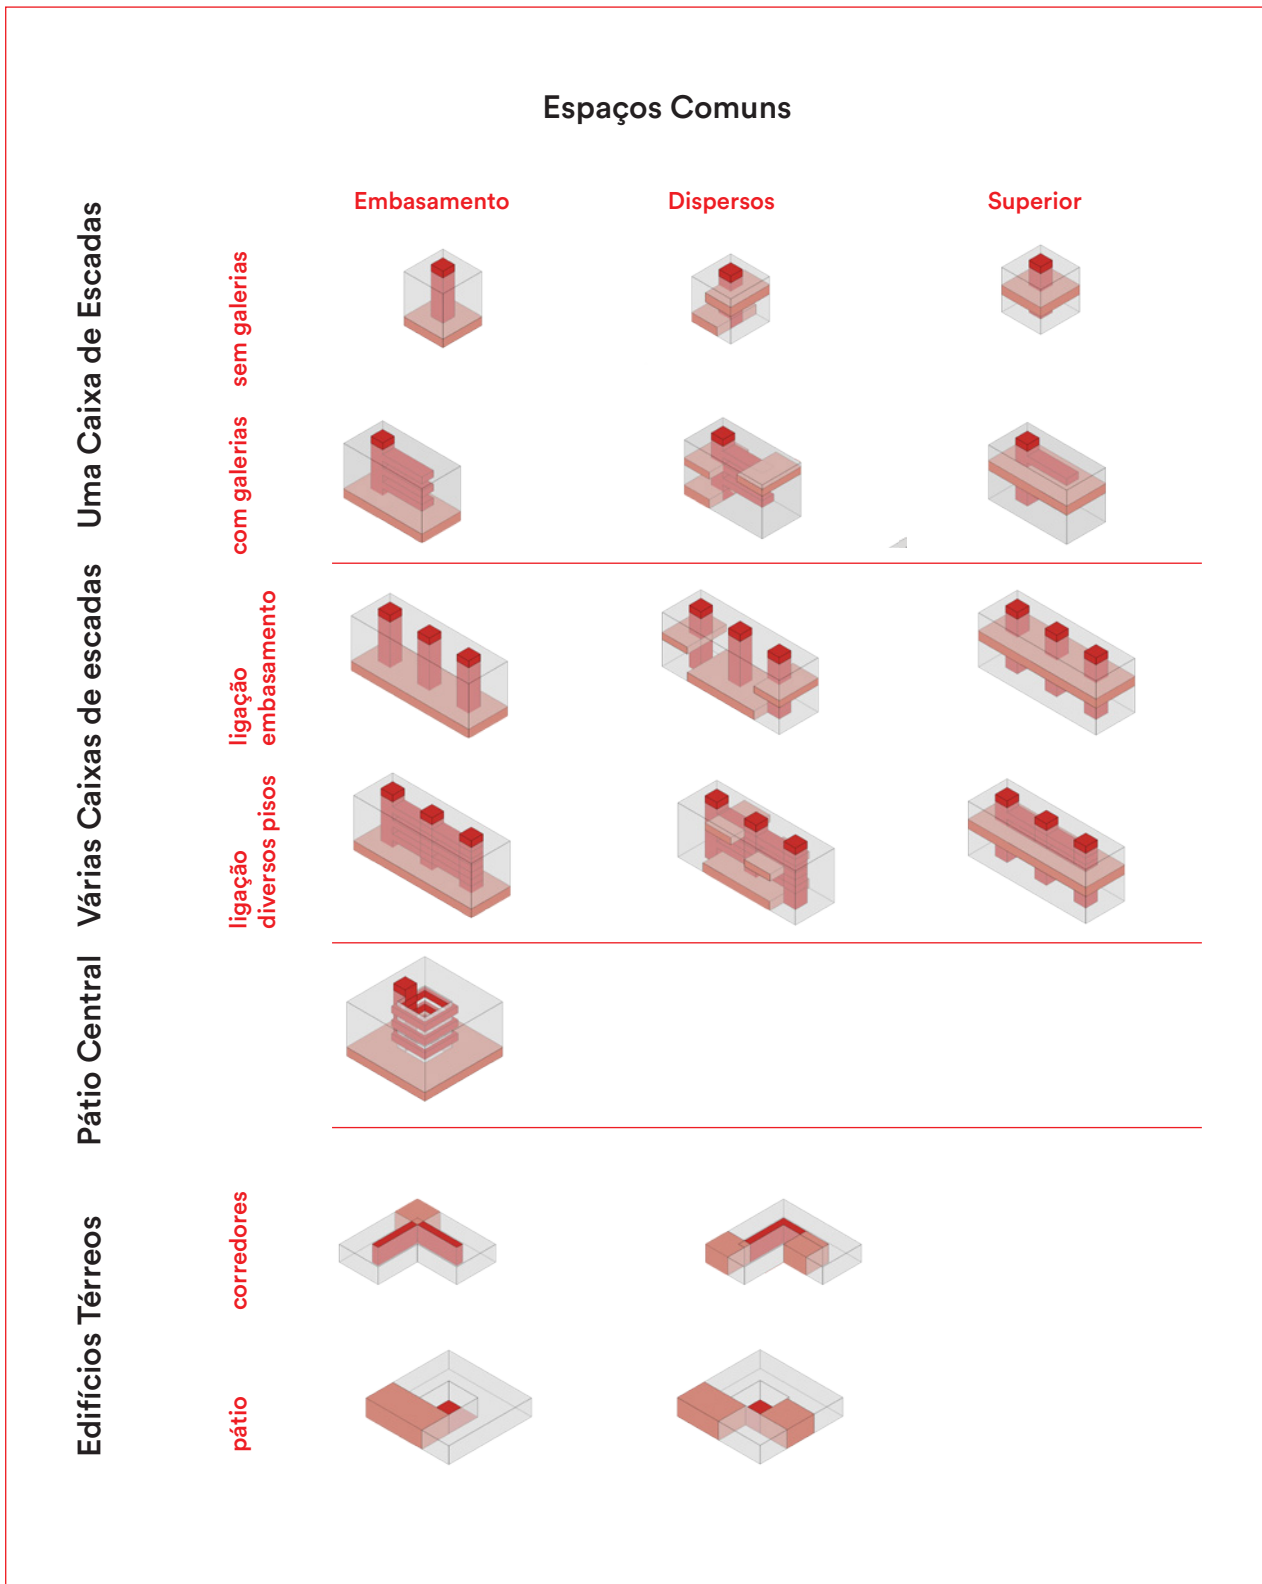 Espaços Comuns
Embasamento
Dispersos
Superior
Uma Caixa de Escadas
sem galerias
com galerias
Várias Caixas de escadas
ligação
embasamento
ligação
diversos pisos
Pátio Central
Edifícios Térreos
corredores
pátio